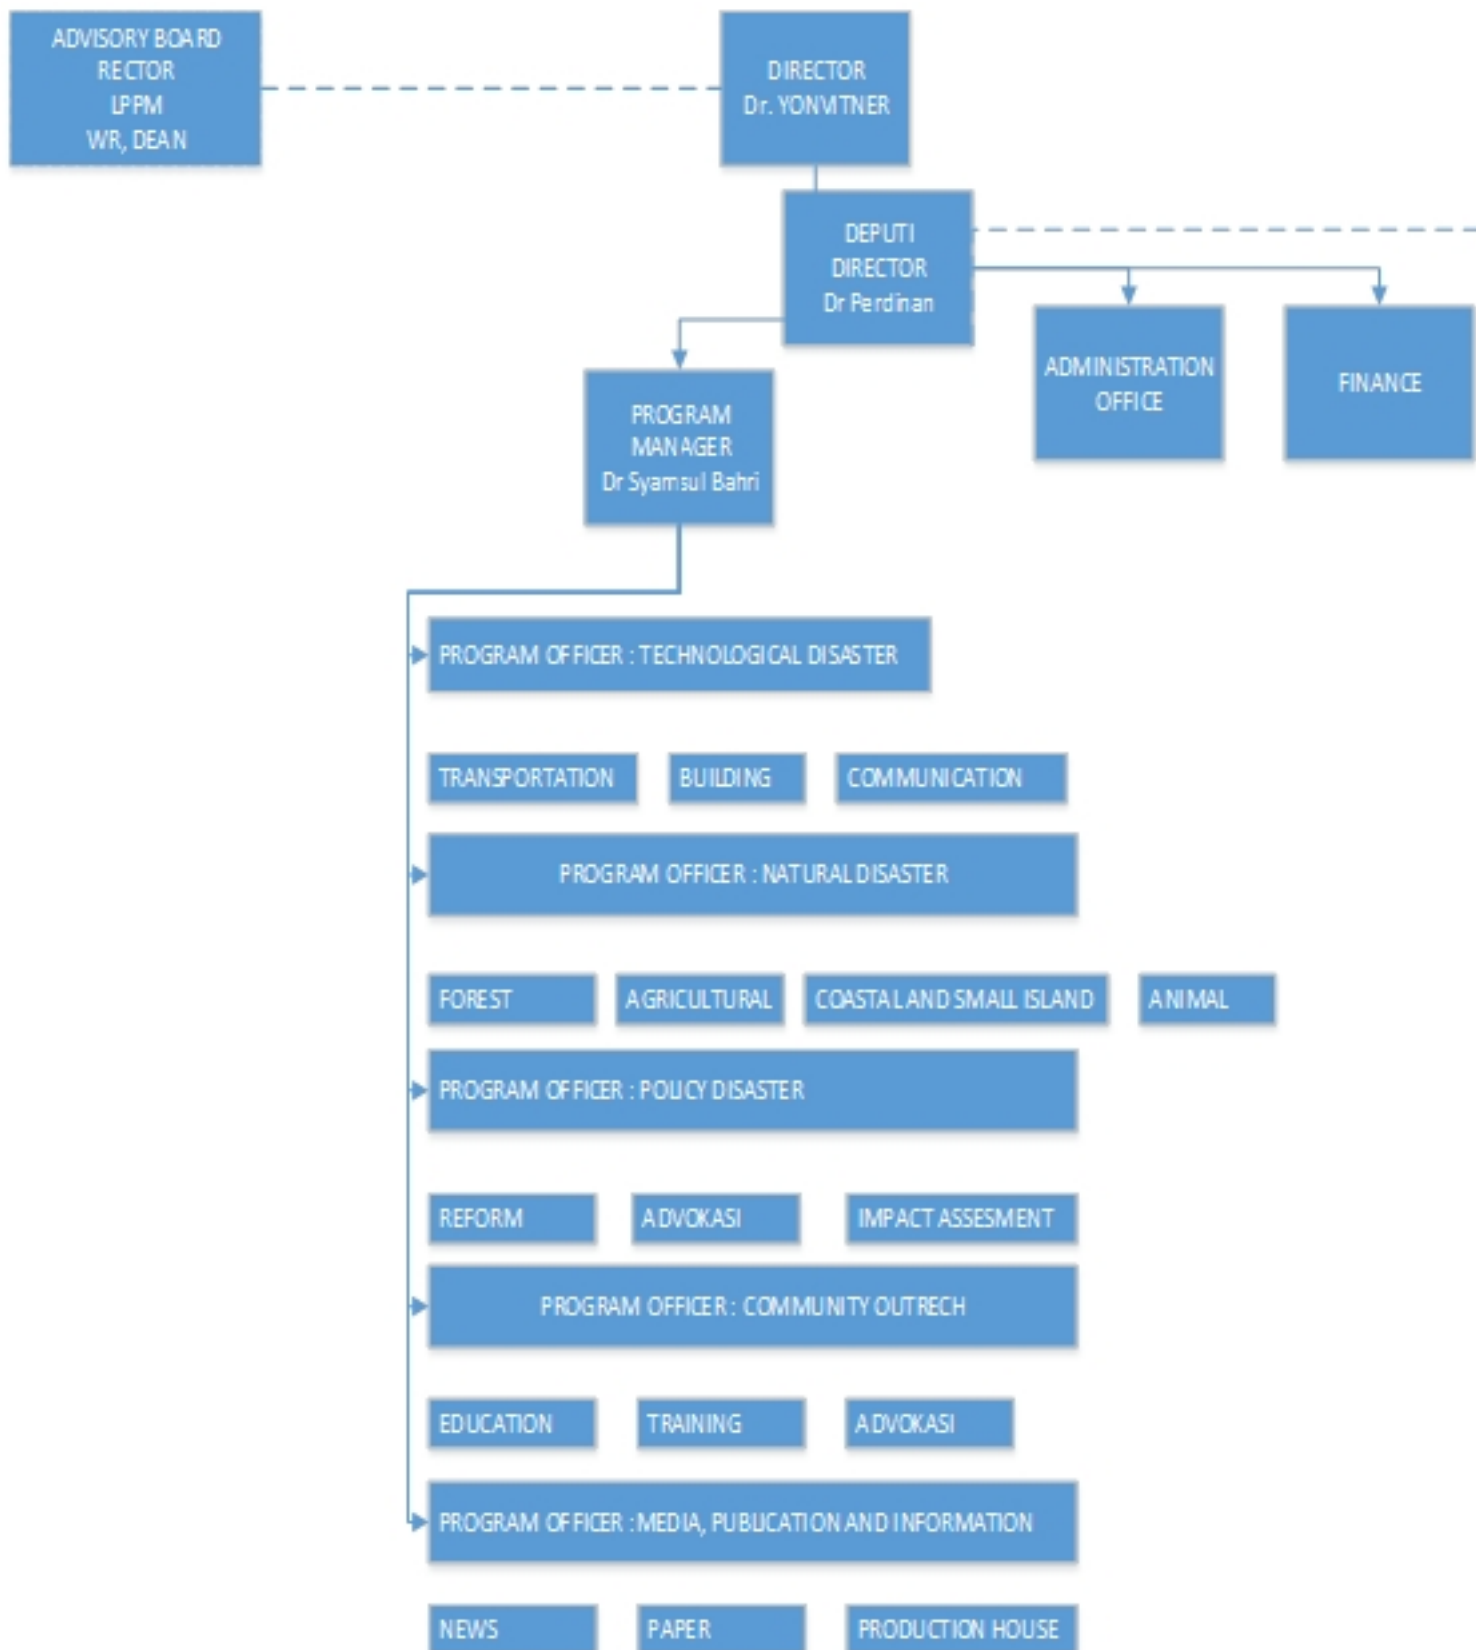 ADVISORY BOARD
RECTOR
LPPM
WR, DEAN
DIRECTOR
Dr. YONVITNER
DEPUTI
DIRECTOR
Dr Perdinan
ADMINISTRATION
OFFICE
FINANCE
PROGRAM
MANAGER
Dr Syamsul Bahri
PROGRAM OFFICER : TECHNOLOGICAL DISASTER
TRANSPORTATION
BUILDING
COMMUNICATION
PROGRAM OFFICER : NATURAL DISASTER
FOREST
AGRICULTURAL
COASTAL AND SMALL ISLAND
ANIMAL
PROGRAM OFFICER : POLICY DISASTER
REFORM
ADVOKASI
IMPACT ASSESMENT
PROGRAM OFFICER : COMMUNITY OUTRECH
EDUCATION
TRAINING
ADVOKASI
PROGRAM OFFICER : MEDIA, PUBLICATION AND INFORMATION
NEWS
PAPER
PRODUCTION HOUSE